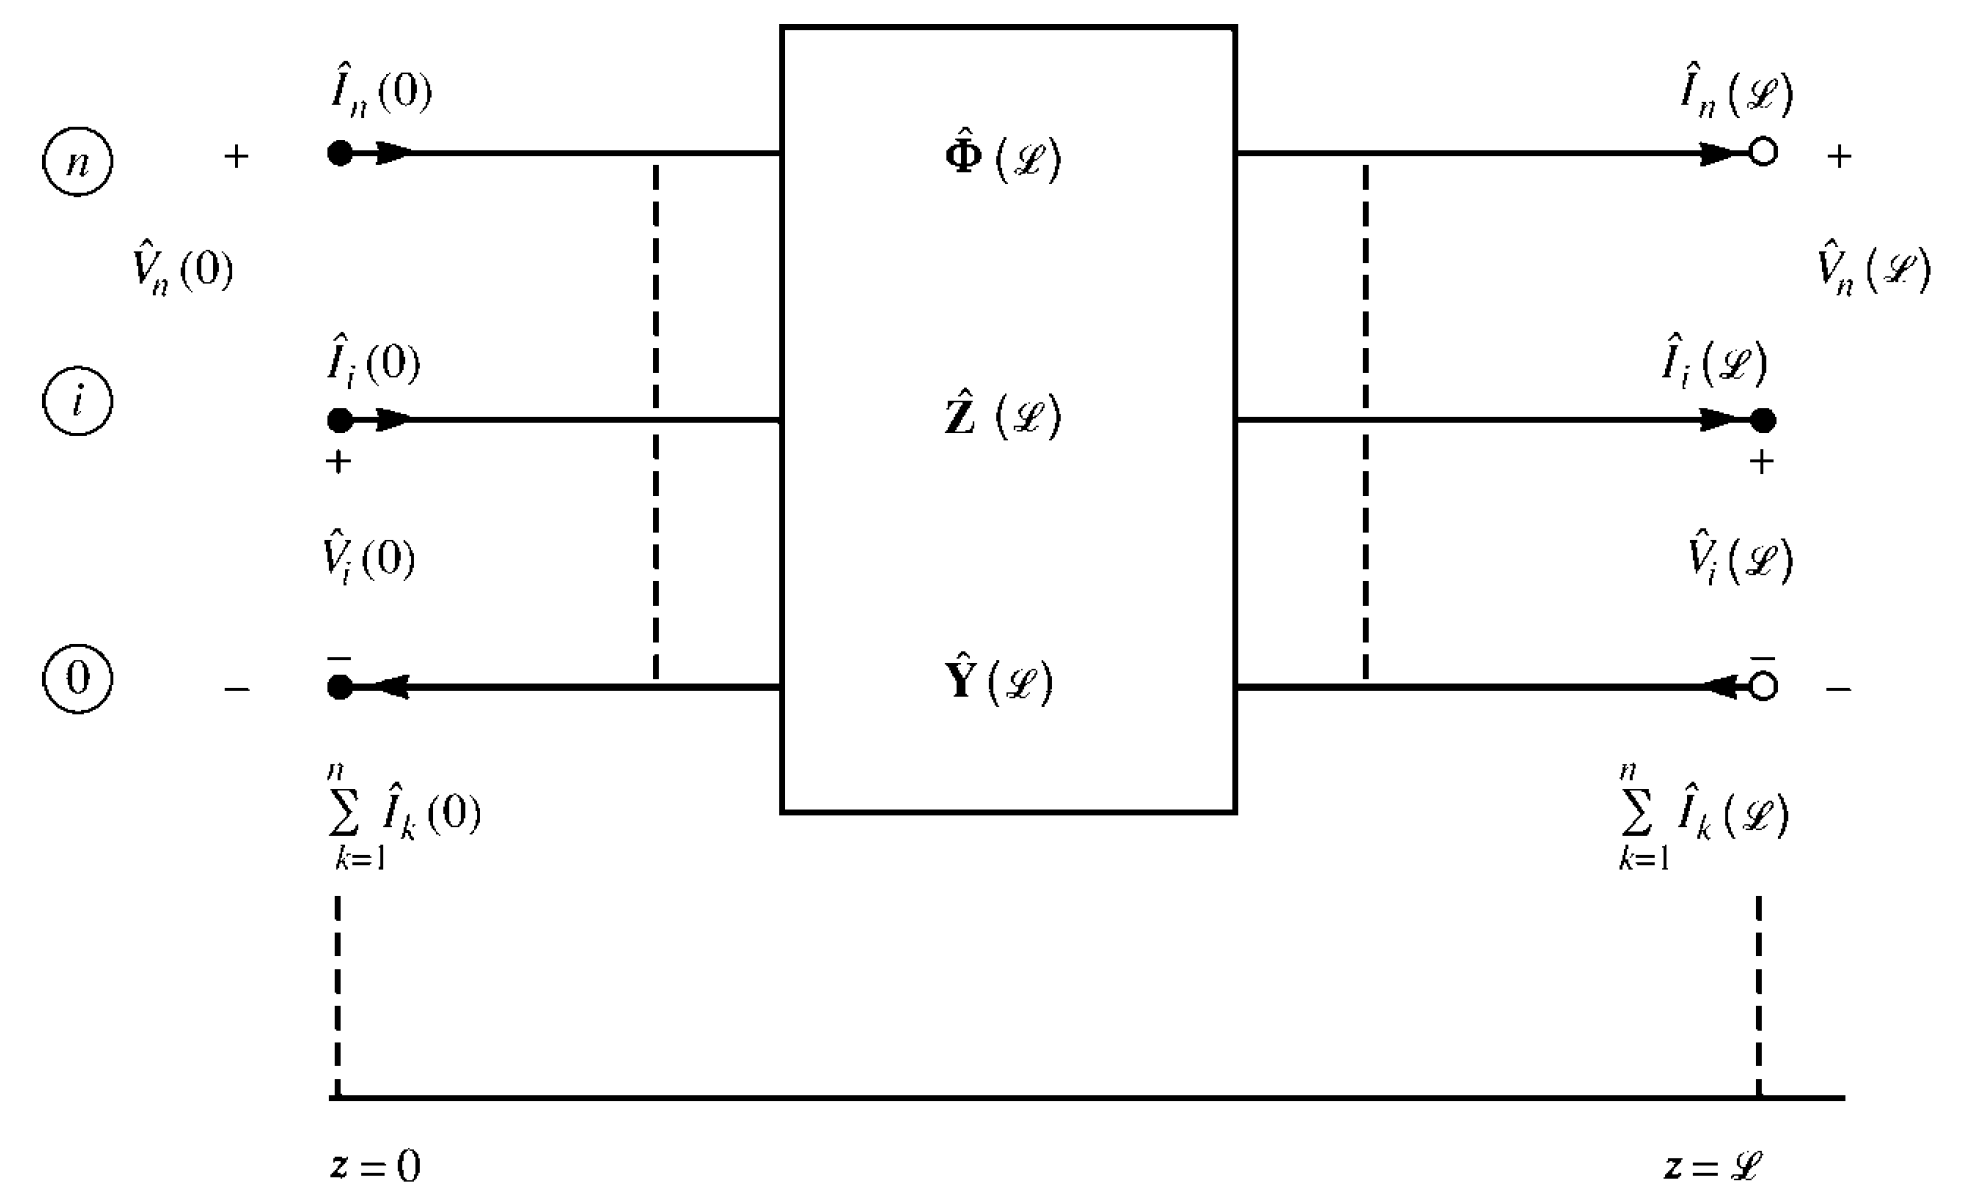 Î_n(0) Î_n(ℒ)
n + Φ̂(ℒ) +
V̂_n(0) V̂_n(ℒ)
Î_i(0) Î_i(ℒ)
i Ẑ(ℒ)
+ +
V̂_i(0) V̂_i(ℒ)
− −
0 − Ŷ(ℒ) −
n n
∑ Î_k(0) ∑ Î_k(ℒ)
k=1 k=1
z = 0 z = ℒ